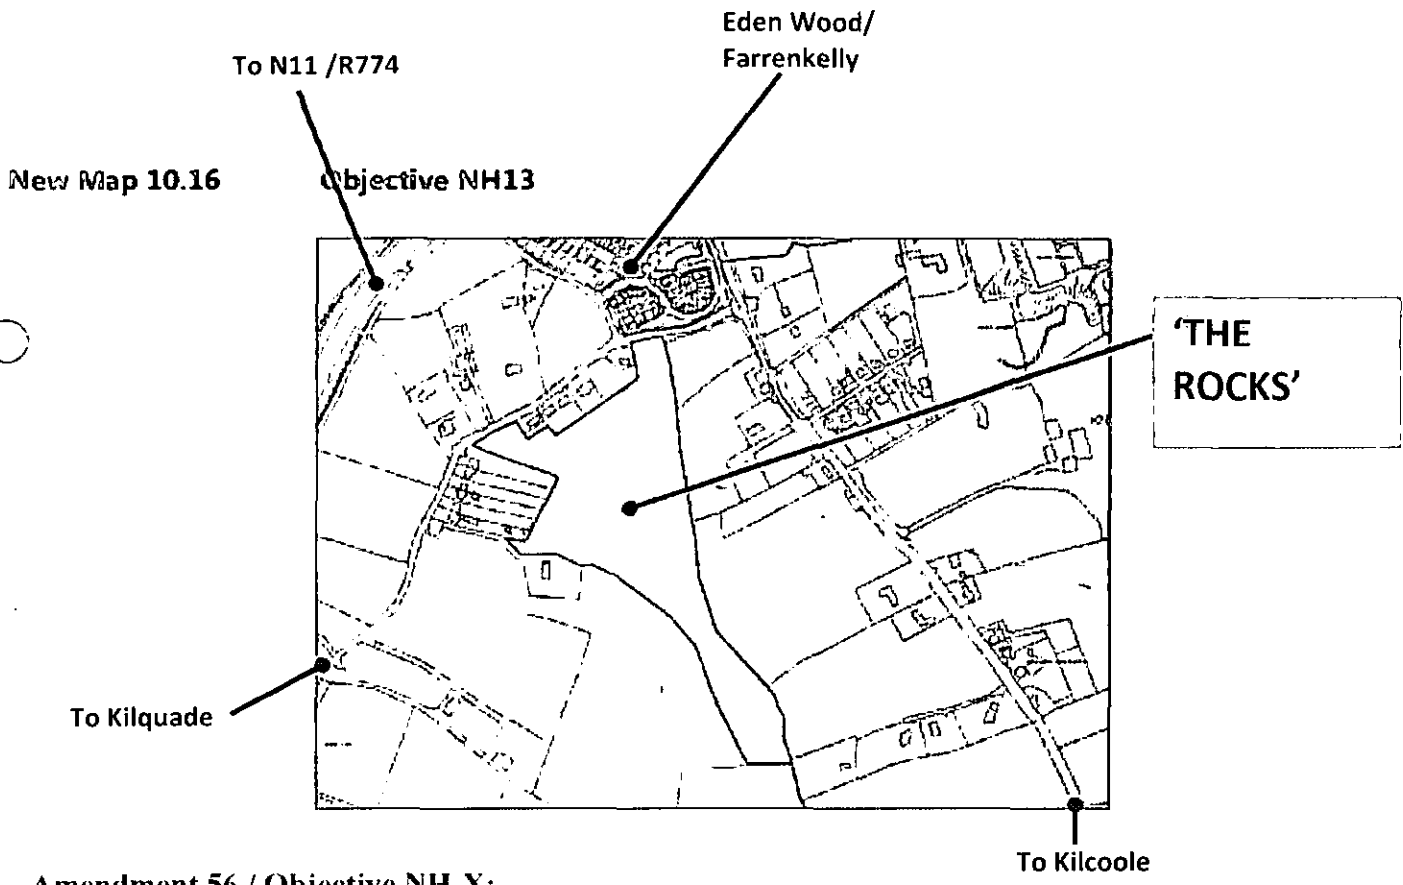 Eden Wood/
Farrenkelly
To N11 /R774
New Map 10.16 Objective NH13
‘THE
ROCKS’
To Kilquade
To Kilcoole
Amendment 56 / Objective NH X: